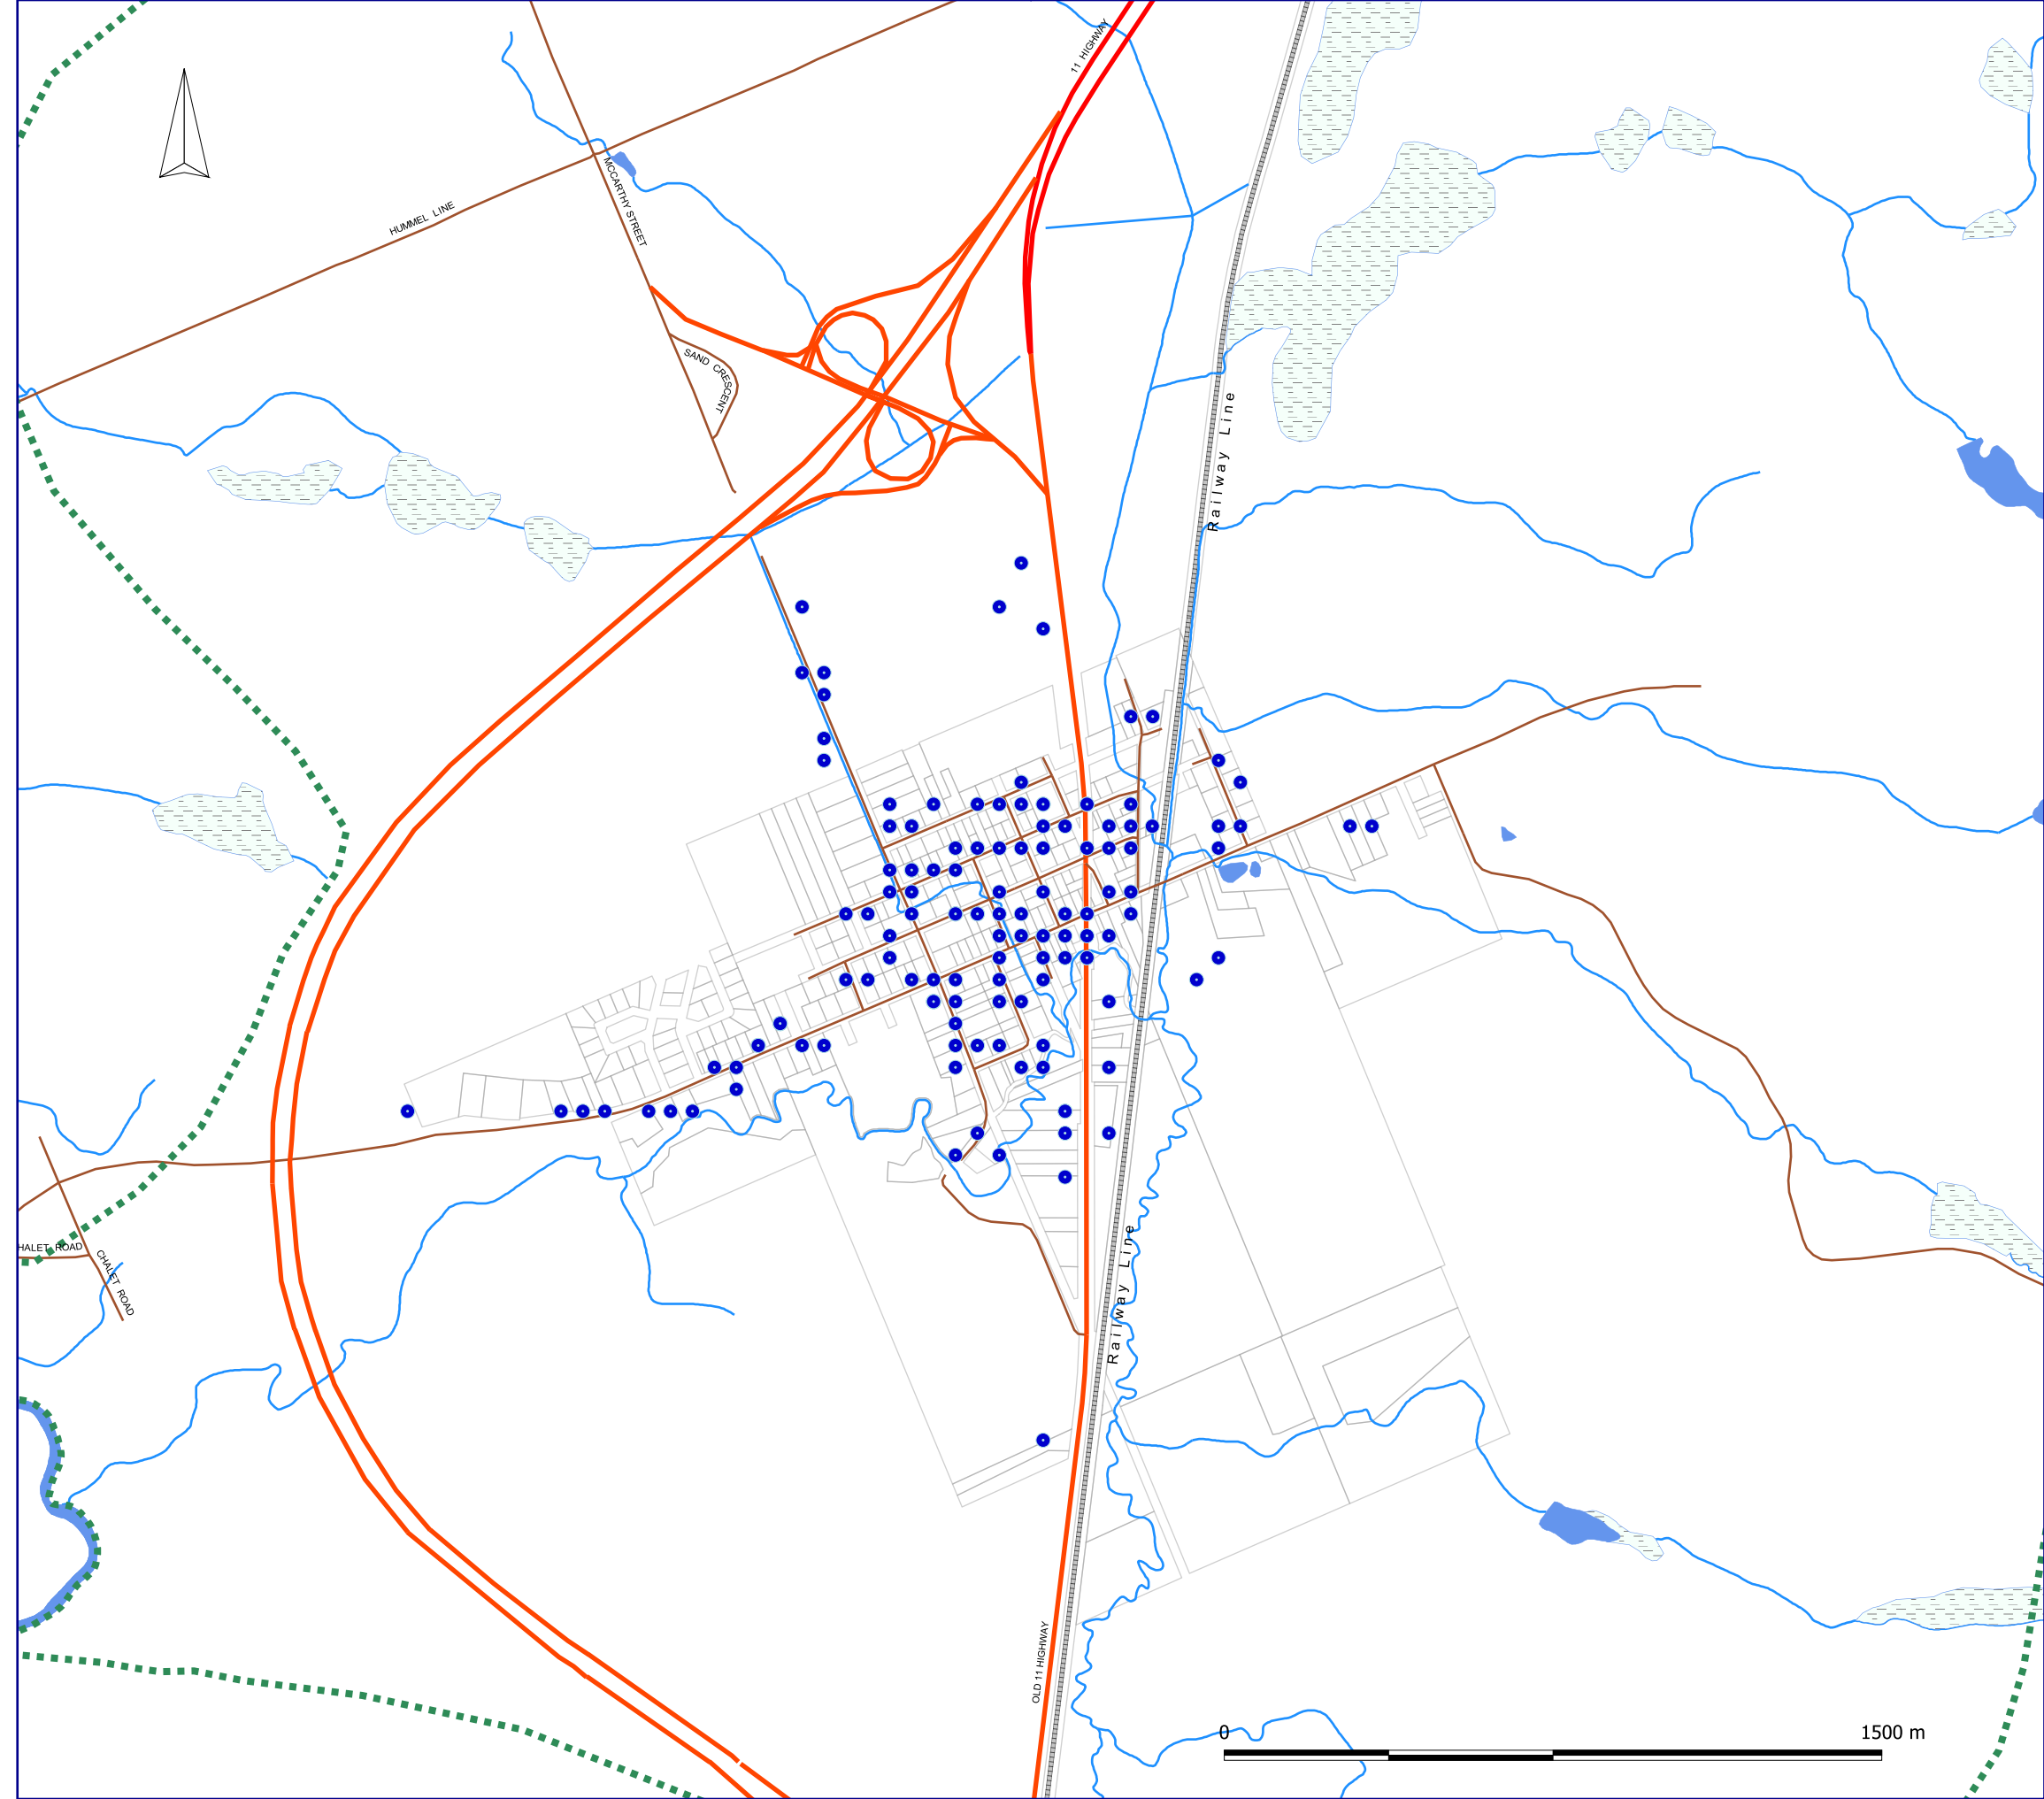 11 HIGHWAY
MCCARTHY STREET
HUMMEL LINE
SAND CRESCENT
Railway Line
HALET ROAD
CHALET ROAD
Railway Line
OLD 11 HIGHWAY
0 1500 m